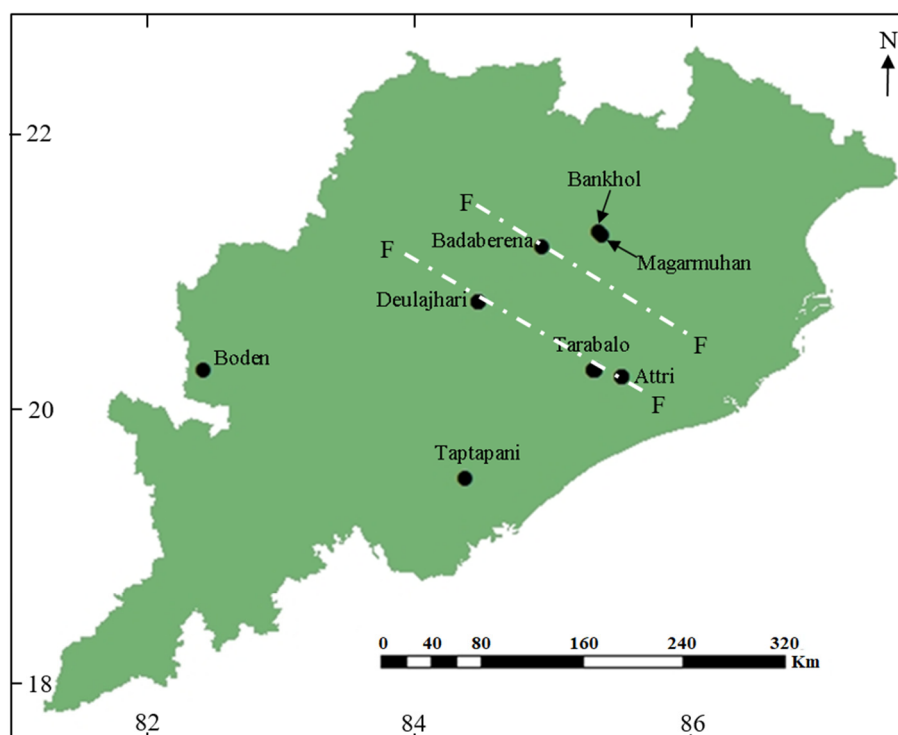 N
22
Bankhol
F
Badaberena
F
Magarmuhan
Deulajhari
Tarabalo
F
Boden
Attri
20
F
Taptapani
0 40 80 160 240 320
Km
18
82 84 86